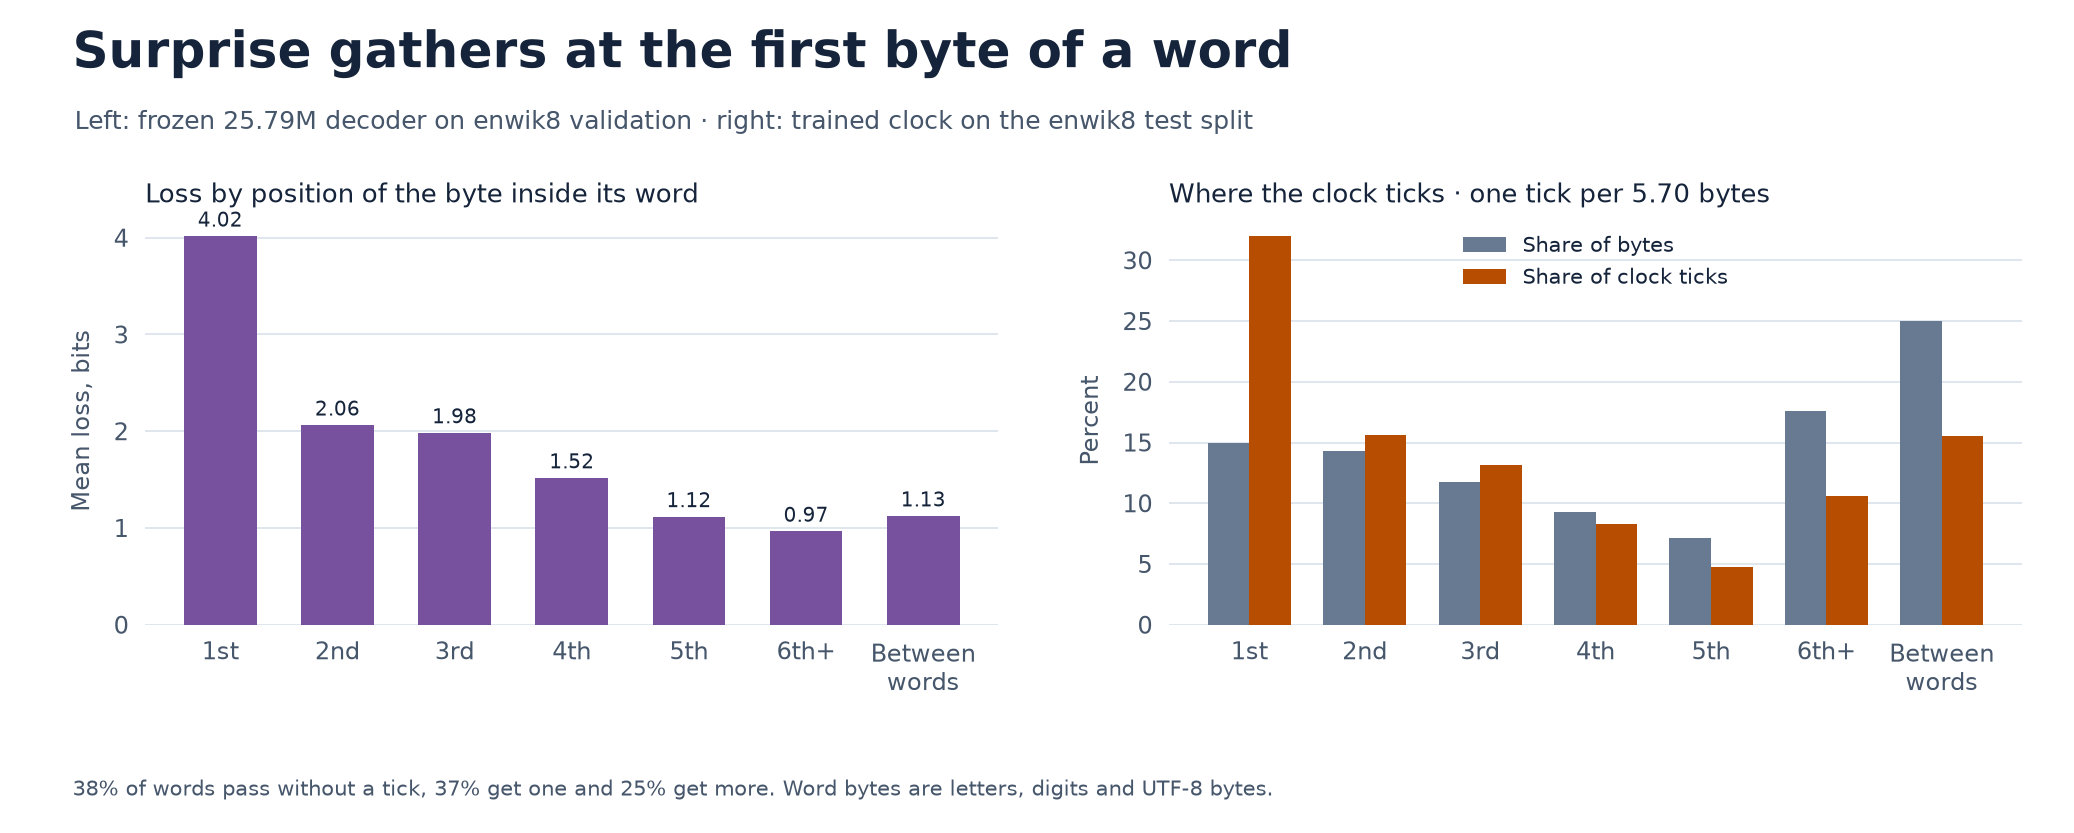 Surprise gathers at the first byte of a word
Left: frozen 25.79M decoder on enwik8 validation · right: trained clock on the enwik8 test split
Loss by position of the byte inside its word
4.02
2.06
1.98
1.52
1.12
0.97
1.13
4
3
2
1
0
Mean loss, bits
1st 2nd 3rd 4th 5th 6th+ Between
words
Where the clock ticks · one tick per 5.70 bytes
Share of bytes
Share of clock ticks
30
25
20
15
10
5
0
Percent
1st 2nd 3rd 4th 5th 6th+ Between
words
38% of words pass without a tick, 37% get one and 25% get more. Word bytes are letters, digits and UTF-8 bytes.